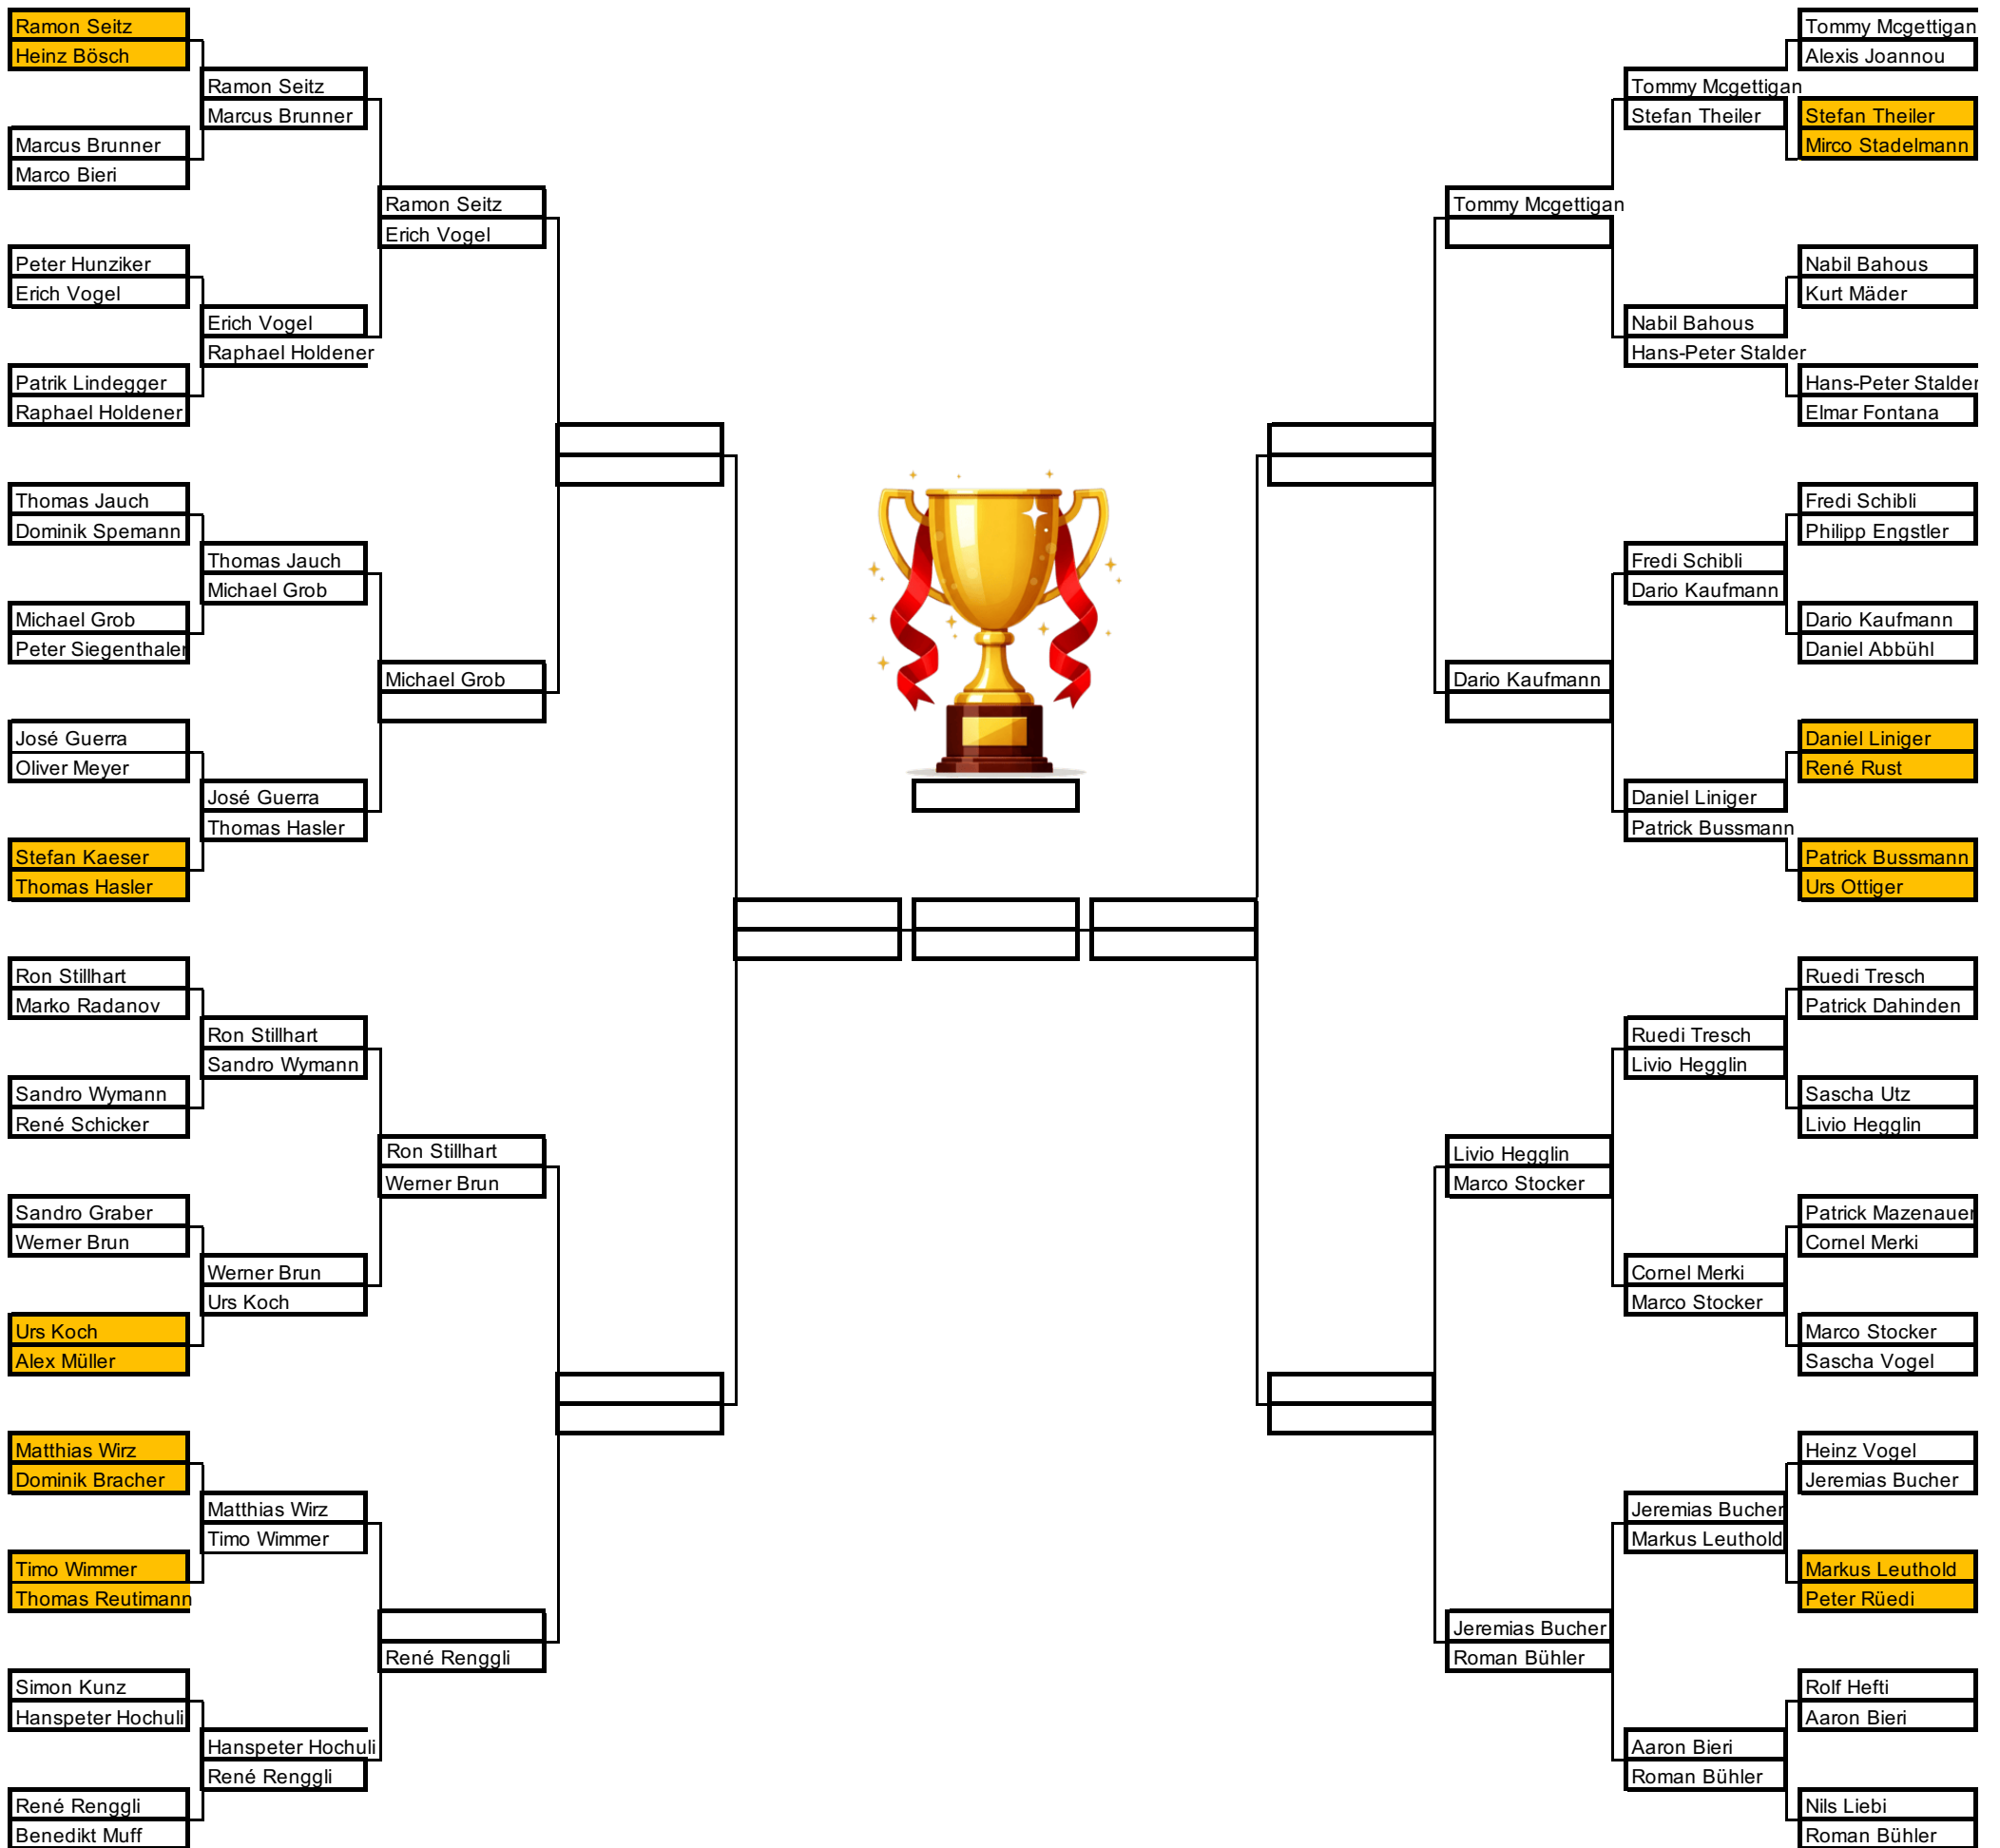 Ramon Seitz
Heinz Bösch
Marcus Brunner
Marco Bieri
Peter Hunziker
Erich Vogel
Patrik Lindegger
Raphael Holdener
Thomas Jauch
Dominik Spemann
Michael Grob
Peter Siegenthaler
José Guerra
Oliver Meyer
Stefan Kaeser
Thomas Hasler
Ron Stillhart
Marko Radanov
Sandro Wymann
René Schicker
Sandro Graber
Werner Brun
Urs Koch
Alex Müller
Matthias Wirz
Dominik Bracher
Timo Wimmer
Thomas Reutimann
Simon Kunz
Hanspeter Hochuli
René Renggli
Benedikt Muff
Ramon Seitz
Marcus Brunner
Erich Vogel
Raphael Holdener
Thomas Jauch
Michael Grob
José Guerra
Thomas Hasler
Ron Stillhart
Sandro Wymann
Werner Brun
Urs Koch
Matthias Wirz
Timo Wimmer
Hanspeter Hochuli
René Renggli
Ramon Seitz
Erich Vogel
Michael Grob
Ron Stillhart
Werner Brun
René Renggli
Tommy Mcgettigan
Dario Kaufmann
Livio Hegglin
Marco Stocker
Jeremias Bucher
Roman Bühler
Tommy Mcgettigan
Stefan Theiler
Nabil Bahous
Hans-Peter Stalder
Fredi Schibli
Dario Kaufmann
Daniel Liniger
Patrick Bussmann
Ruedi Tresch
Livio Hegglin
Cornel Merki
Marco Stocker
Jeremias Bucher
Markus Leuthold
Aaron Bieri
Roman Bühler
Tommy Mcgettigan
Alexis Joannou
Stefan Theiler
Mirco Stadelmann
Nabil Bahous
Kurt Mäder
Hans-Peter Stalder
Elmar Fontana
Fredi Schibli
Philipp Engstler
Dario Kaufmann
Daniel Abbühl
Daniel Liniger
René Rust
Patrick Bussmann
Urs Ottiger
Ruedi Tresch
Patrick Dahinden
Sascha Utz
Livio Hegglin
Patrick Mazenauer
Cornel Merki
Marco Stocker
Sascha Vogel
Heinz Vogel
Jeremias Bucher
Markus Leuthold
Peter Rüedi
Rolf Hefti
Aaron Bieri
Nils Liebi
Roman Bühler